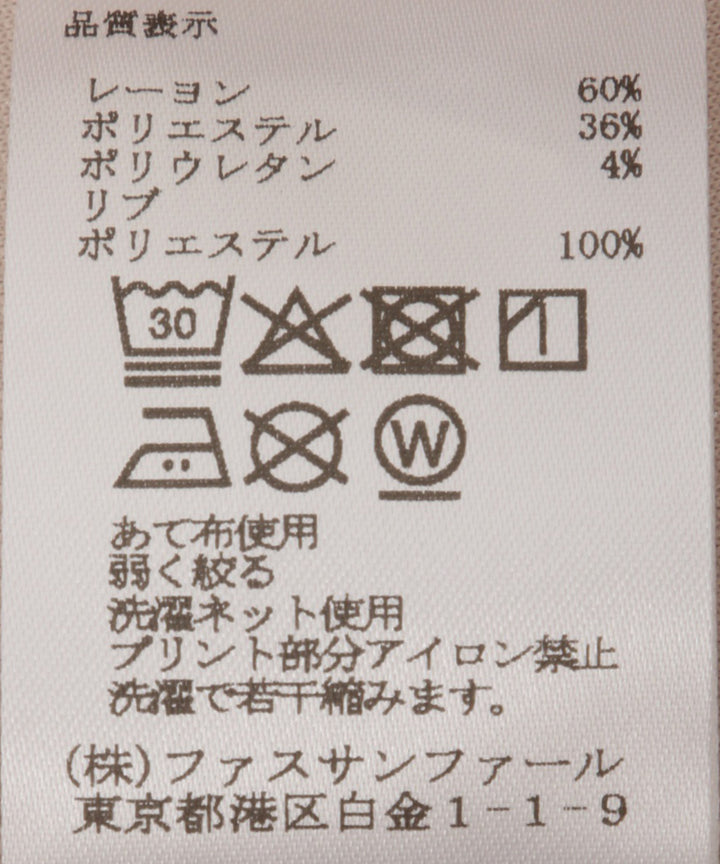 品質表示
レーヨン 60%
ポリエステル 36%
ポリウレタン 4%
リブ
ポリエステル 100%
30
W
あて布使用
弱く絞る
洗濯ネット使用
プリント部分アイロン禁止
洗濯で若干縮みます。
(株)ファスサンファール
東京都港区白金1-1-9